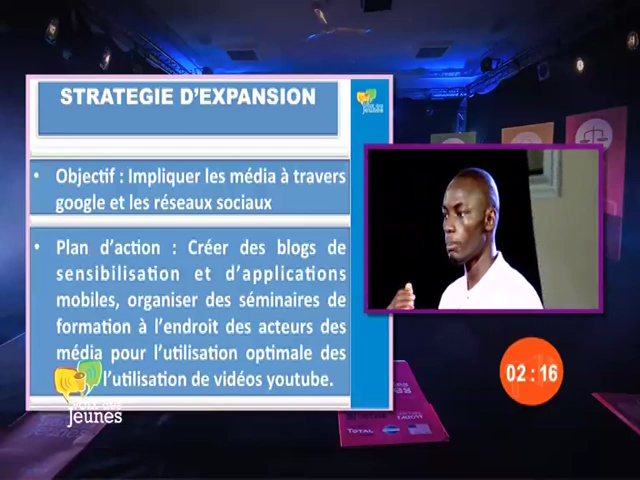 STRATEGIE D'EXPANSION
• Objectif : Impliquer les média à travers
google et les réseaux sociaux
• Plan d'action : Créer des blogs de
sensibilisation et d'applications
mobiles, organiser des séminaires de
formation à l'endroit des acteurs des
média pour l'utilisation optimale des
l'utilisation de vidéos youtube.
Jeunes
Jeunes
02 : 16
TOTAL